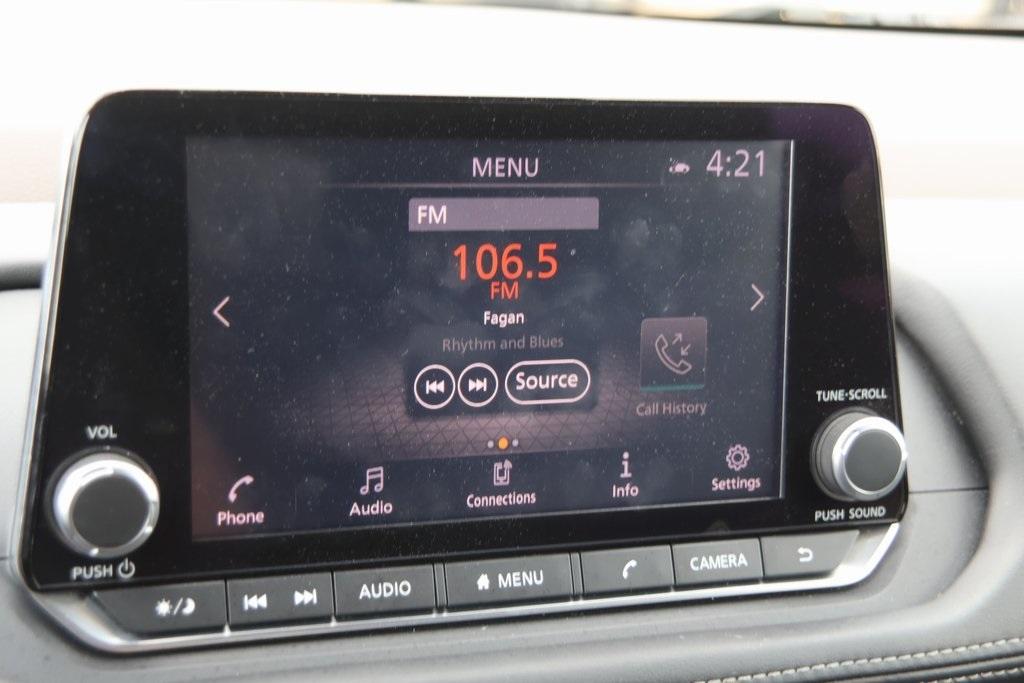 MENU
4:21
FM
106.5
FM
Fagan
Rhythm and Blues
Source
Call History
TUNE·SCROLL
VOL
Phone
Audio
Connections
Info
Settings
PUSH SOUND
PUSH
AUDIO
MENU
CAMERA